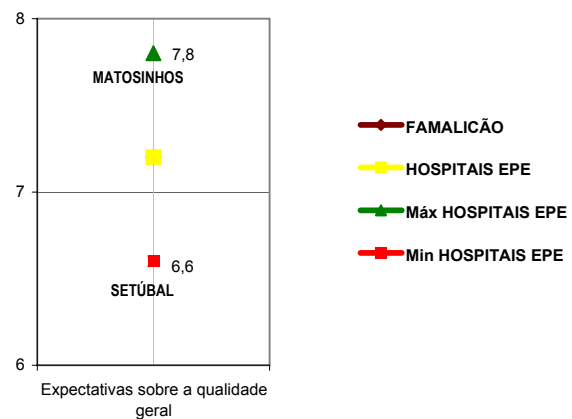 8
7,8
MATOSINHOS
7
6,6
SETÚBAL
6
Expectativas sobre a qualidade
geral
FAMALICÃO
HOSPITAIS EPE
Máx HOSPITAIS EPE
Min HOSPITAIS EPE